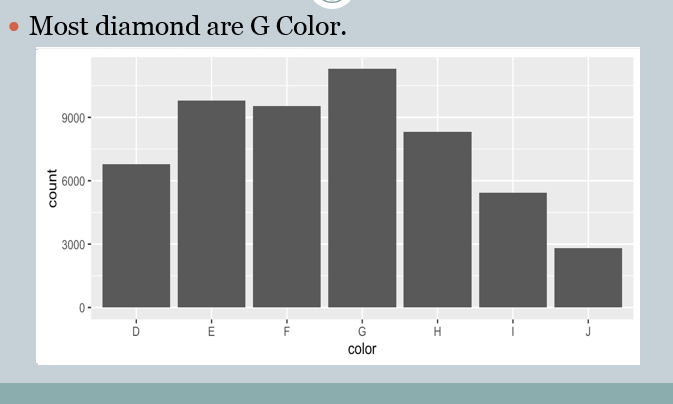 • Most diamond are G Color.
9000
6000
3000
0
count
D E F G H I J
color